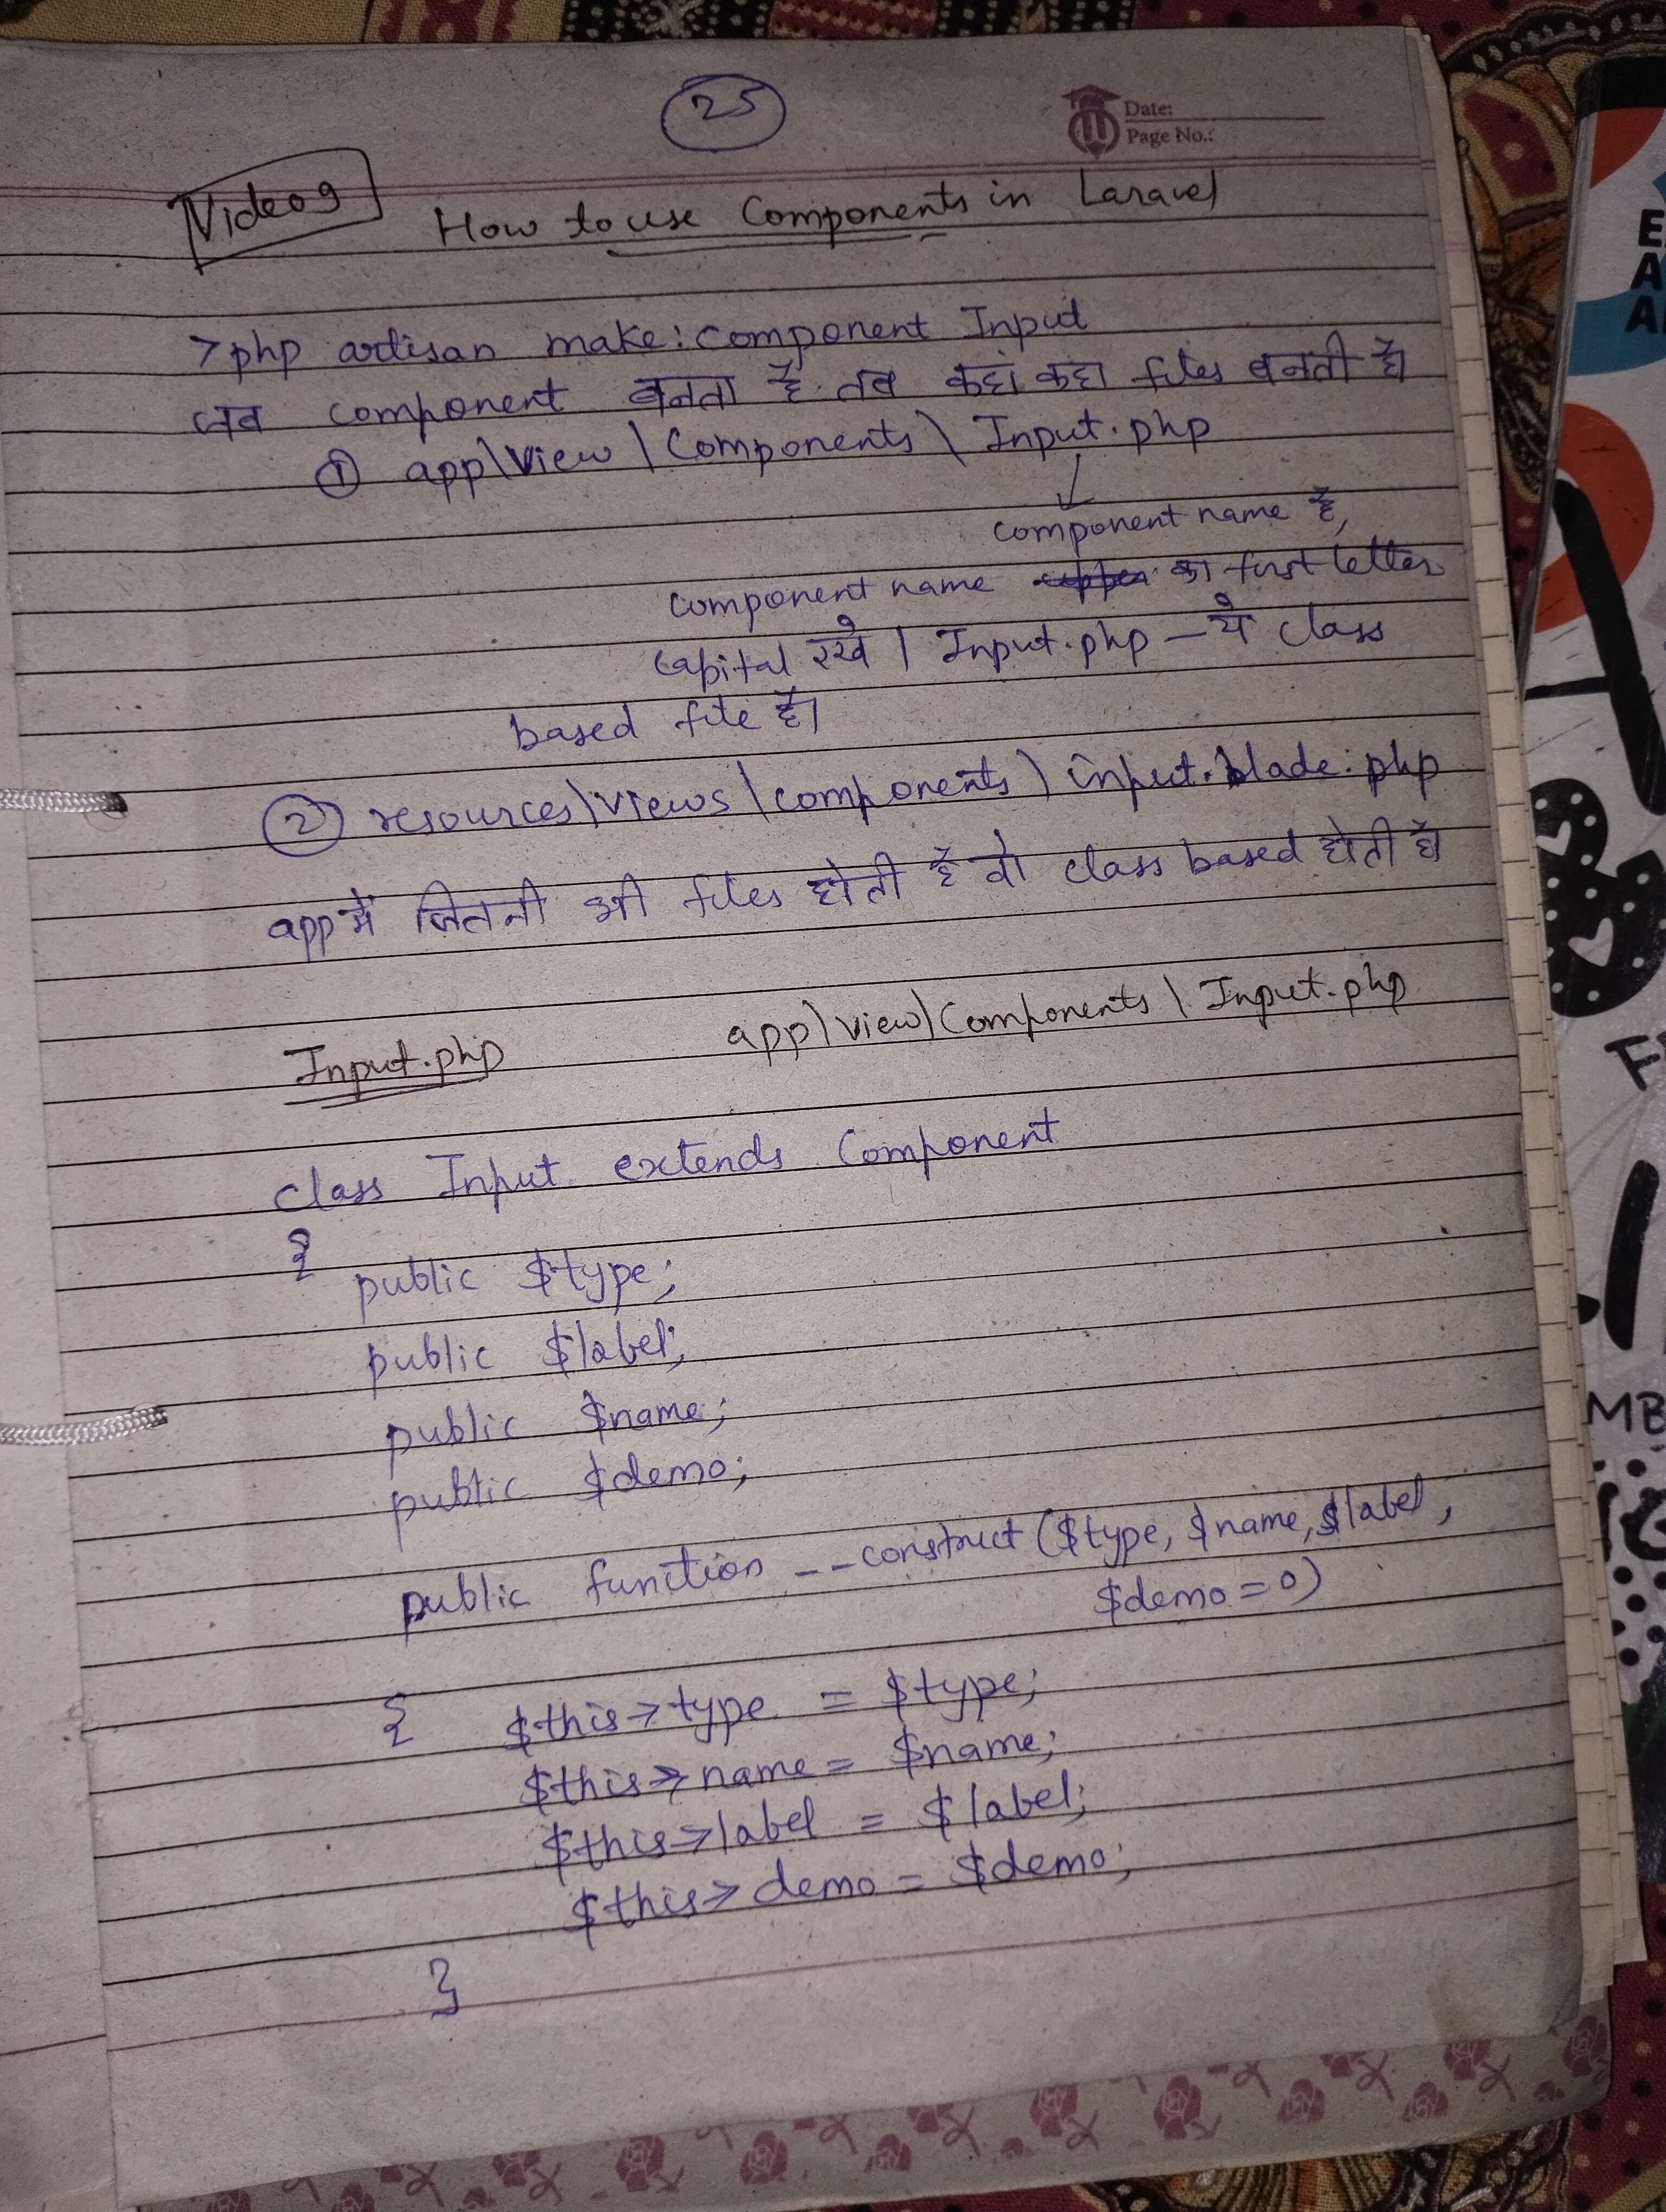 25
Date:
Page No.:
Video 9
How to use Components in Laravel
>php artisan make:component Input
जब component बनता है तब कहां कहा files बनती है।
① app\View\Components\Input.php
component name है,
component name का first letter
capital रखे। Input.php – ये class
based file है।
② resources\views\components\input.blade.php
app में जितनी भी files होती है वो class based होती है।
Input.php app\View\Components\Input.php
class Input extends Component
{
public $type;
public $label;
public $name;
public $demo;
public function __construct($type, $name, $label,
$demo=0)
{ $this->type = $type;
$this->name = $name;
$this->label = $label;
$this->demo = $demo;
}
E
A
A
A
&
F
MB